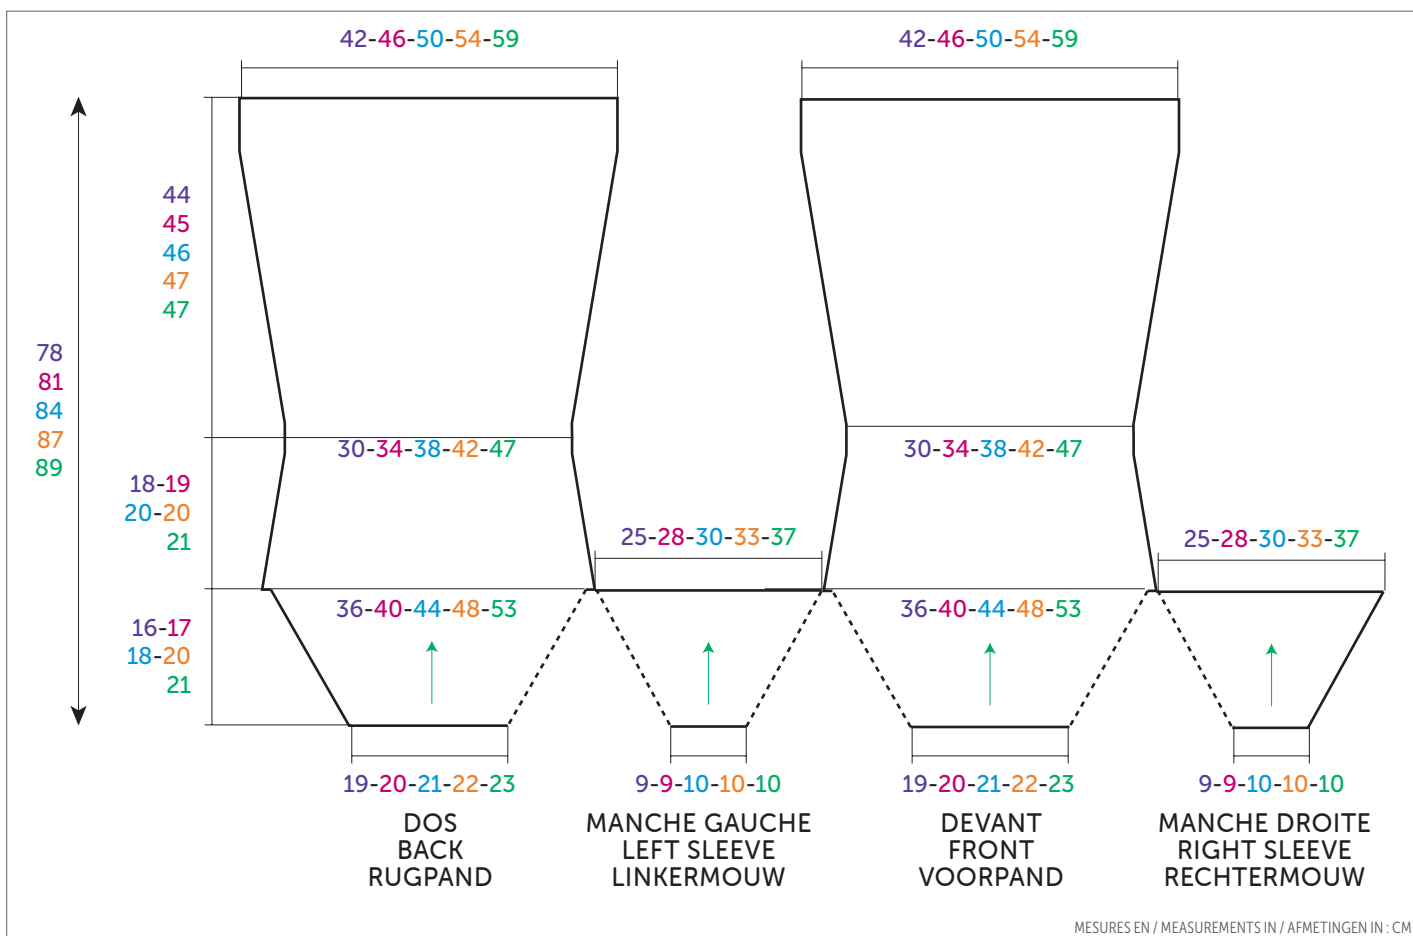 42-46-50-54-59
42-46-50-54-59
44
45
46
47
47
78
81
84
87
89
30-34-38-42-47
30-34-38-42-47
18-19
20-20
21
25-28-30-33-37
25-28-30-33-37
36-40-44-48-53
36-40-44-48-53
16-17
18-20
21
19-20-21-22-23
9-9-10-10-10
19-20-21-22-23
9-9-10-10-10
DOS
BACK
RUGPAND
MANCHE GAUCHE
LEFT SLEEVE
LINKERMOUW
DEVANT
FRONT
VOORPAND
MANCHE DROITE
RIGHT SLEEVE
RECHTERMOUW
MESURES EN / MEASUREMENTS IN / AFMETINGEN IN : CM